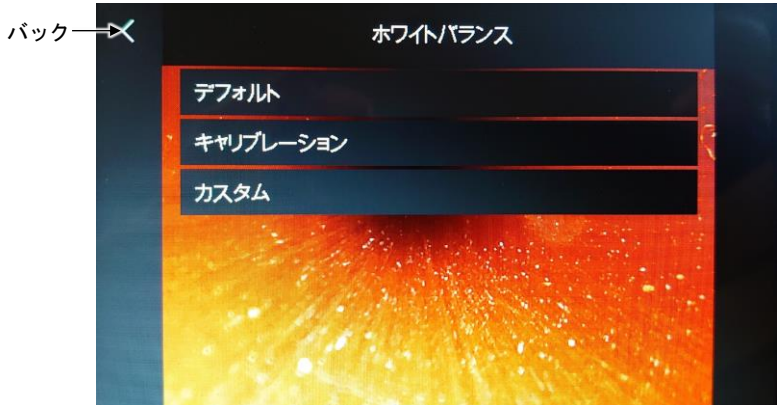 バック
ホワイトバランス
デフォルト
キャリブレーション
カスタム